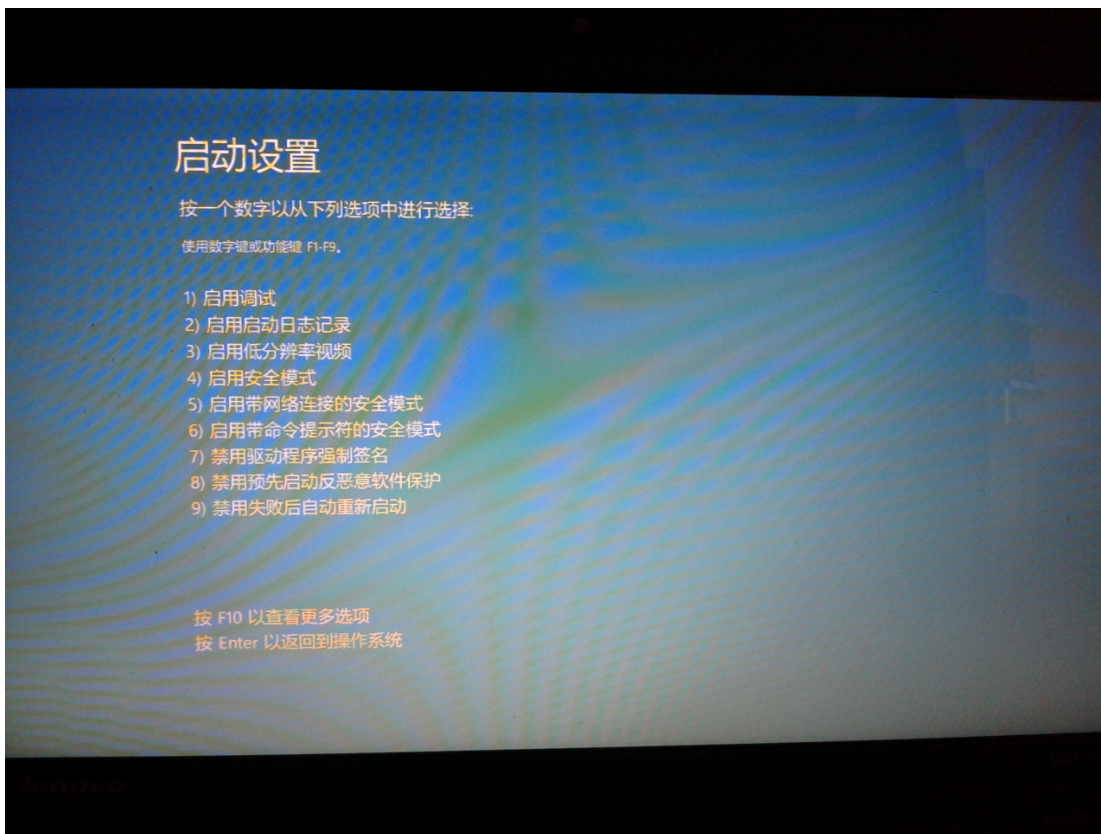 启动设置
按一个数字以从下列选项中进行选择:
使用数字键或功能键 F1-F9。
1) 启用调试
2) 启用启动日志记录
3) 启用低分辨率视频
4) 启用安全模式
5) 启用带网络连接的安全模式
6) 启用带命令提示符的安全模式
7) 禁用驱动程序强制签名
8) 禁用预先启动反恶意软件保护
9) 禁用失败后自动重新启动
按 F10 以查看更多选项
按 Enter 以返回到操作系统